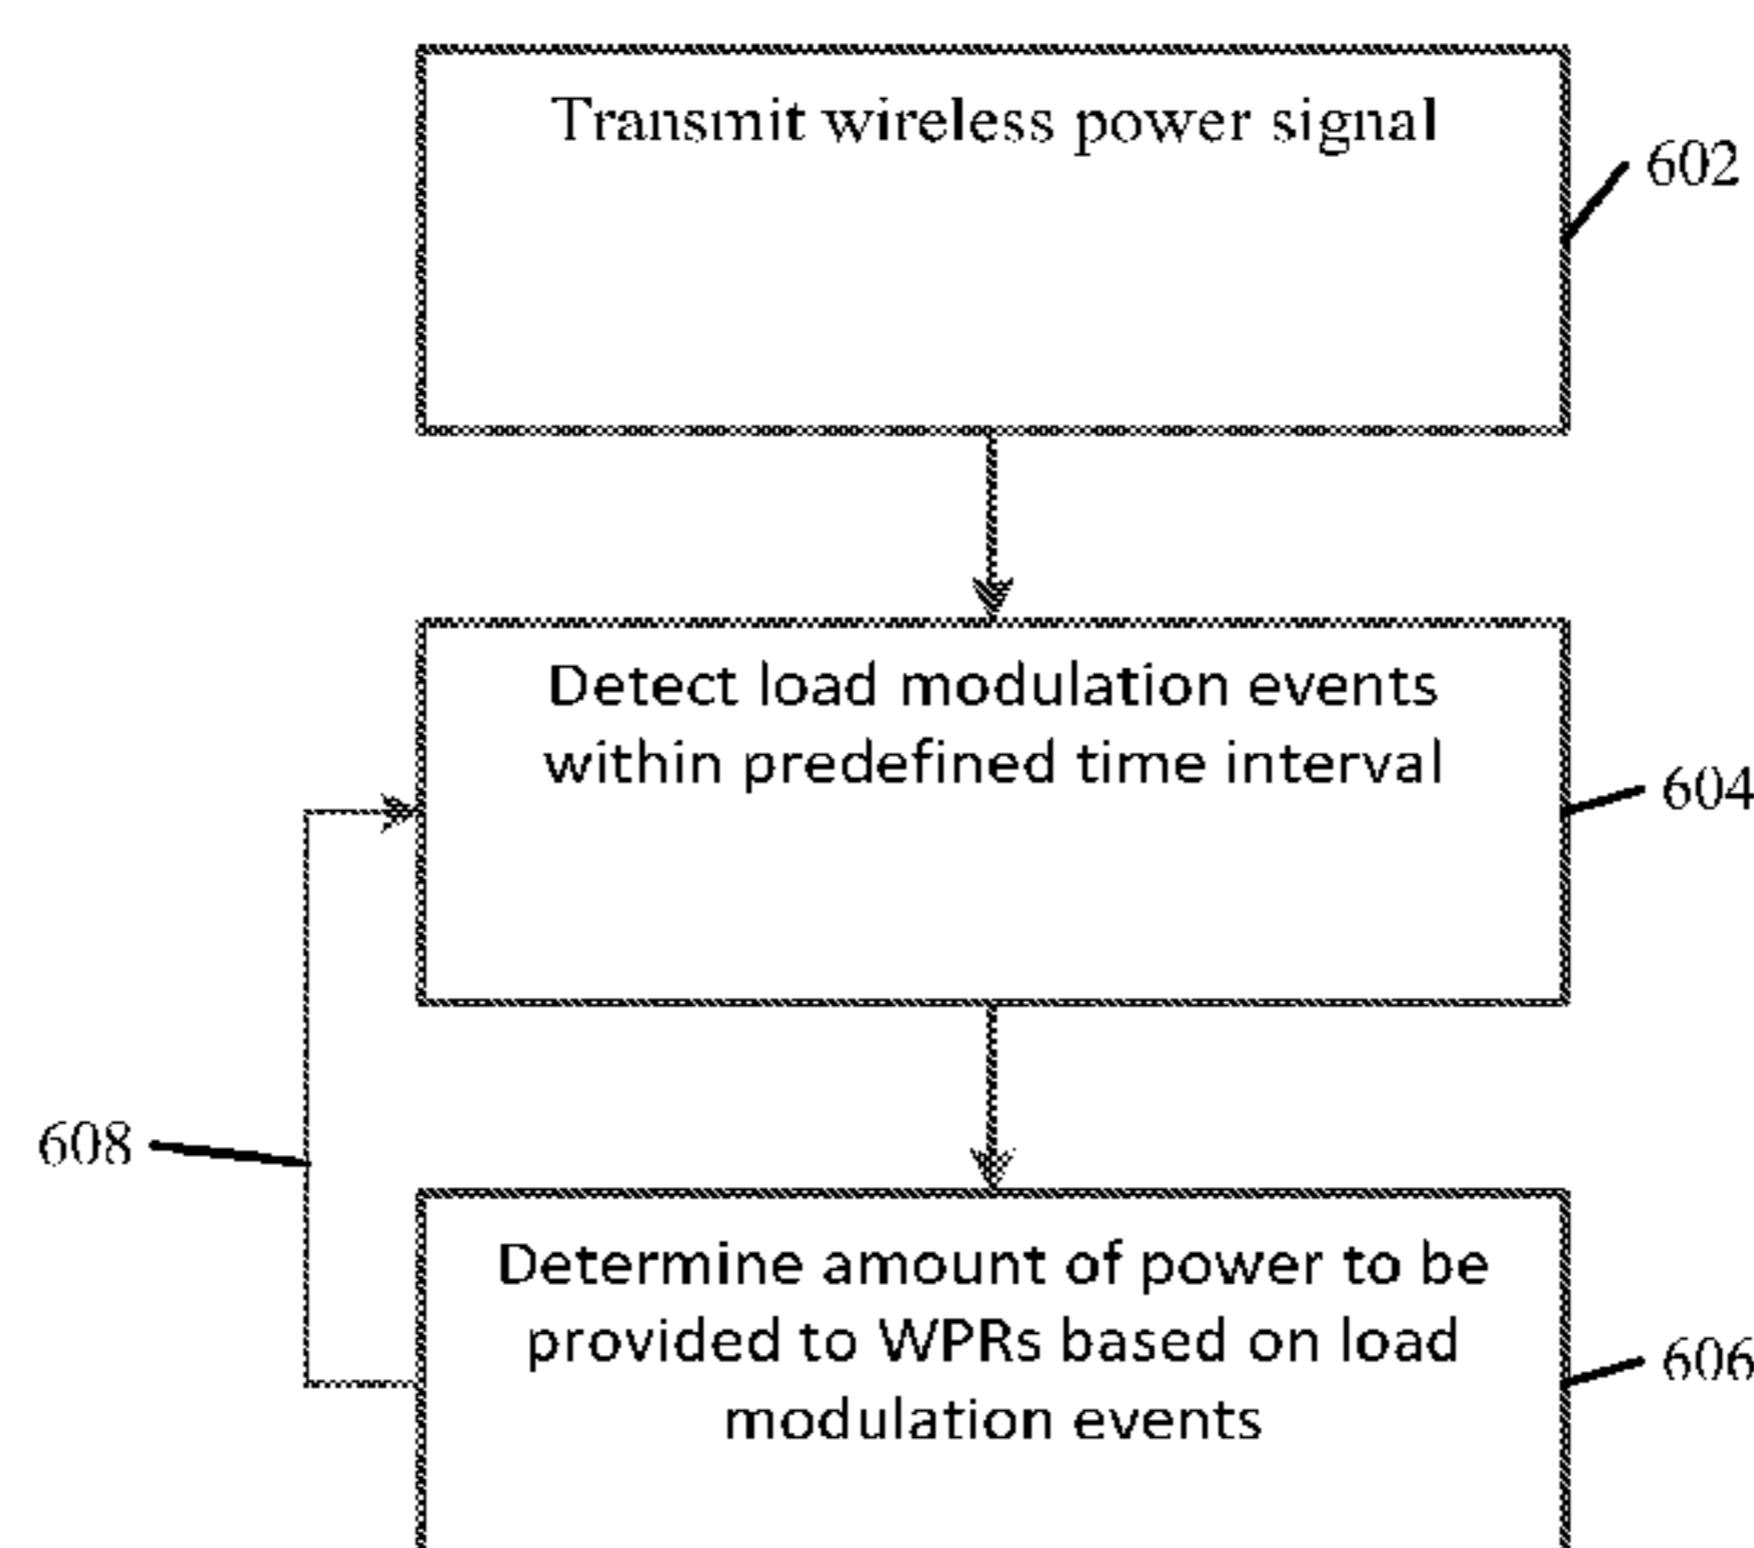 Transmit wireless power signal
602
Detect load modulation events
within predefined time interval
604
608
Determine amount of power to be
provided to WPRs based on load
modulation events
606